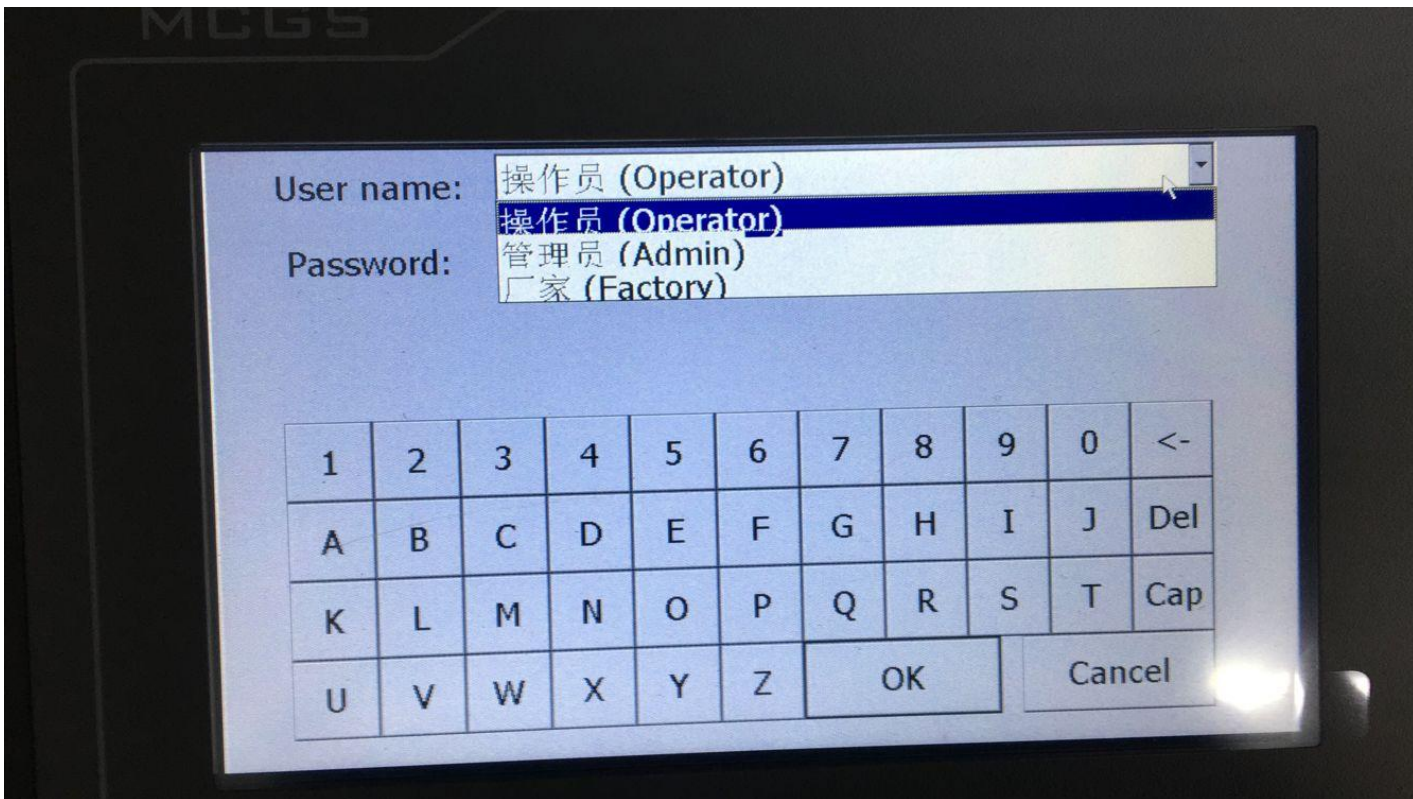 MCGS
User name: 操作员 (Operator)
操作员 (Operator)
管理员 (Admin)
Password:
厂家 (Factory)
1 2 3 4 5 6 7 8 9 0 <-
A B C D E F G H I J Del
K L M N O P Q R S T Cap
U V W X Y Z OK Cancel